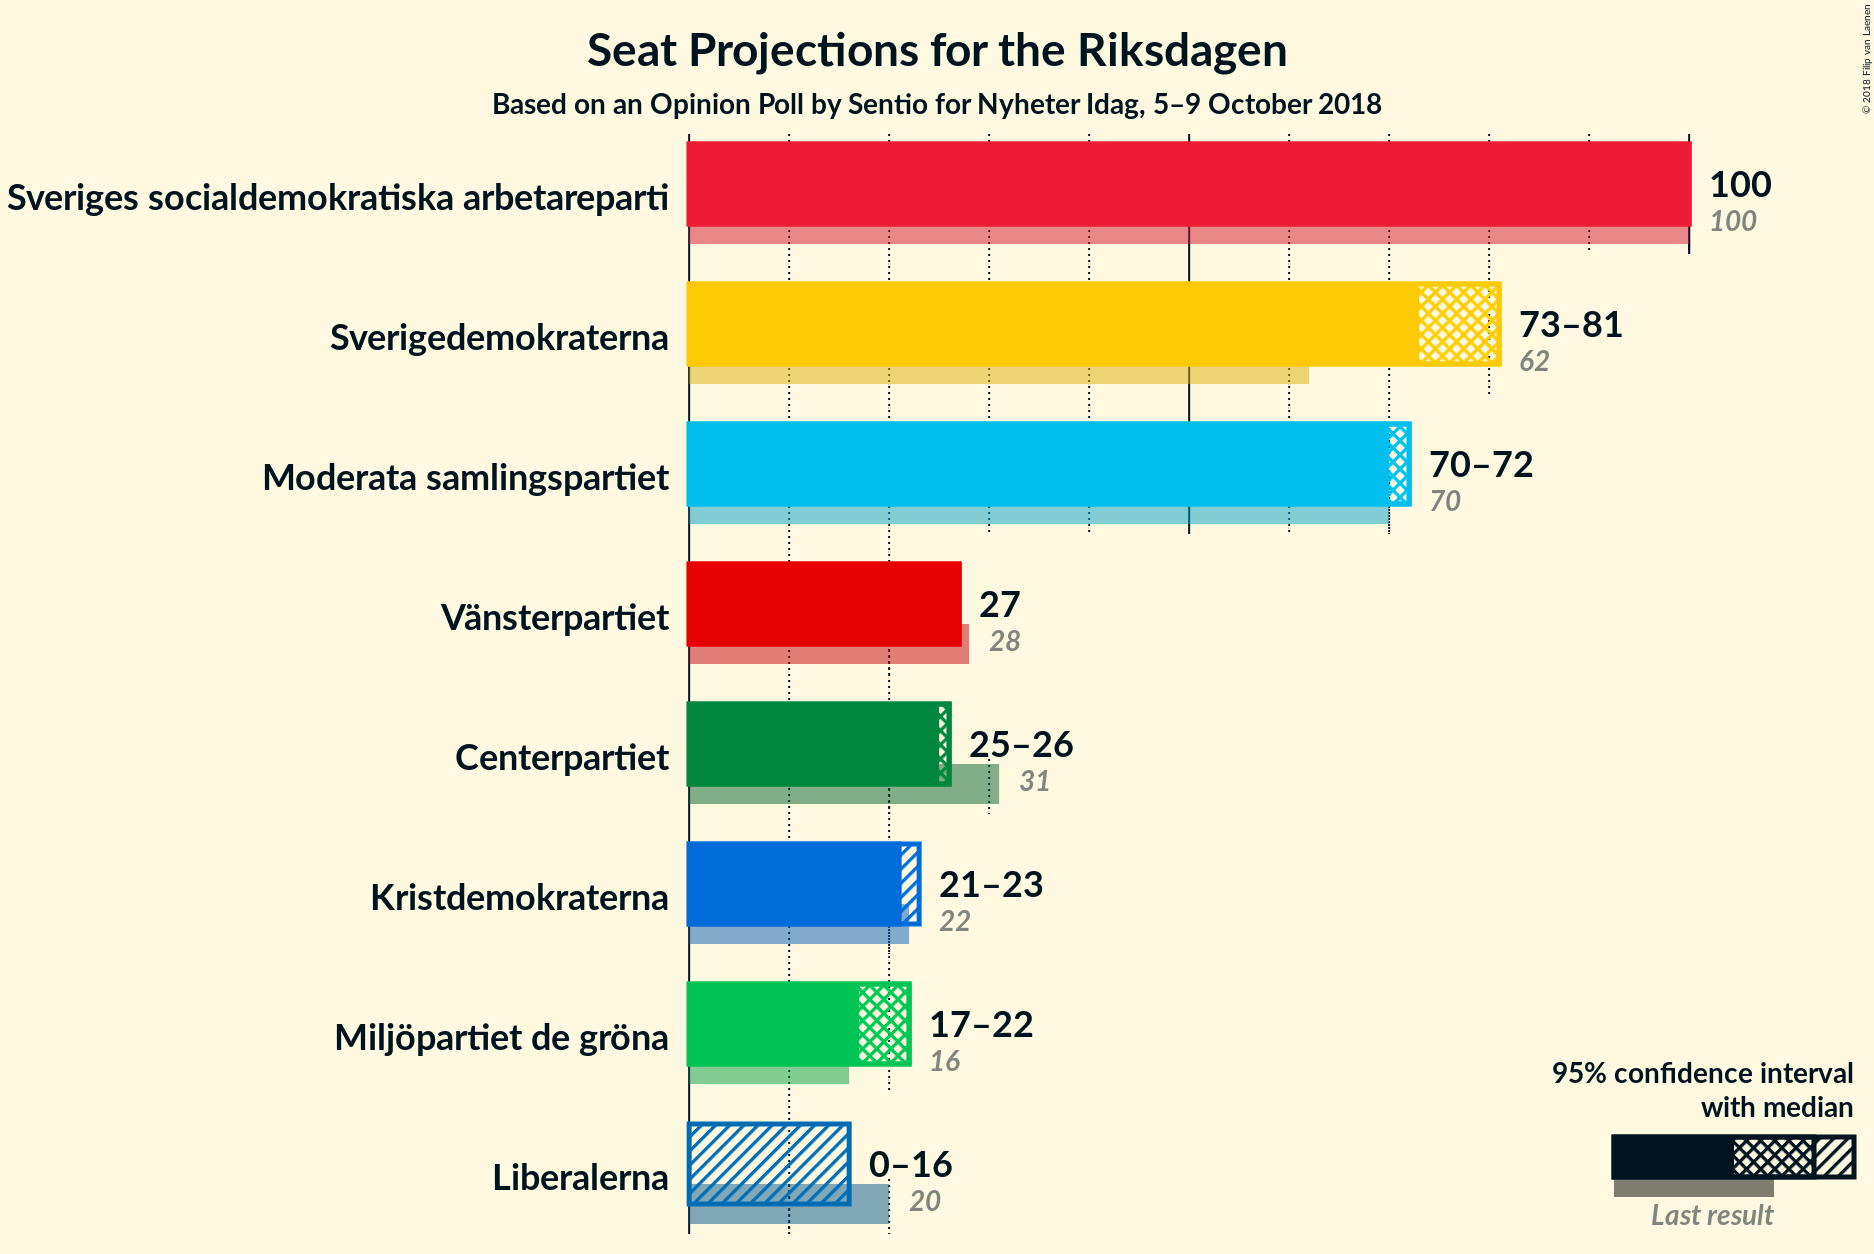 Seat Projections for the Riksdagen
Based on an Opinion Poll by Sentio for Nyheter Idag, 5–9 October 2018
© 2018 Filip van Laenen
Sveriges socialdemokratiska arbetareparti
100
100
Sverigedemokraterna
73–81
62
Moderata samlingspartiet
70–72
70
Vänsterpartiet
27
28
Centerpartiet
25–26
31
Kristdemokraterna
21–23
22
Miljöpartiet de gröna
17–22
16
Liberalerna
0–16
20
95% confidence interval
with median
Last result